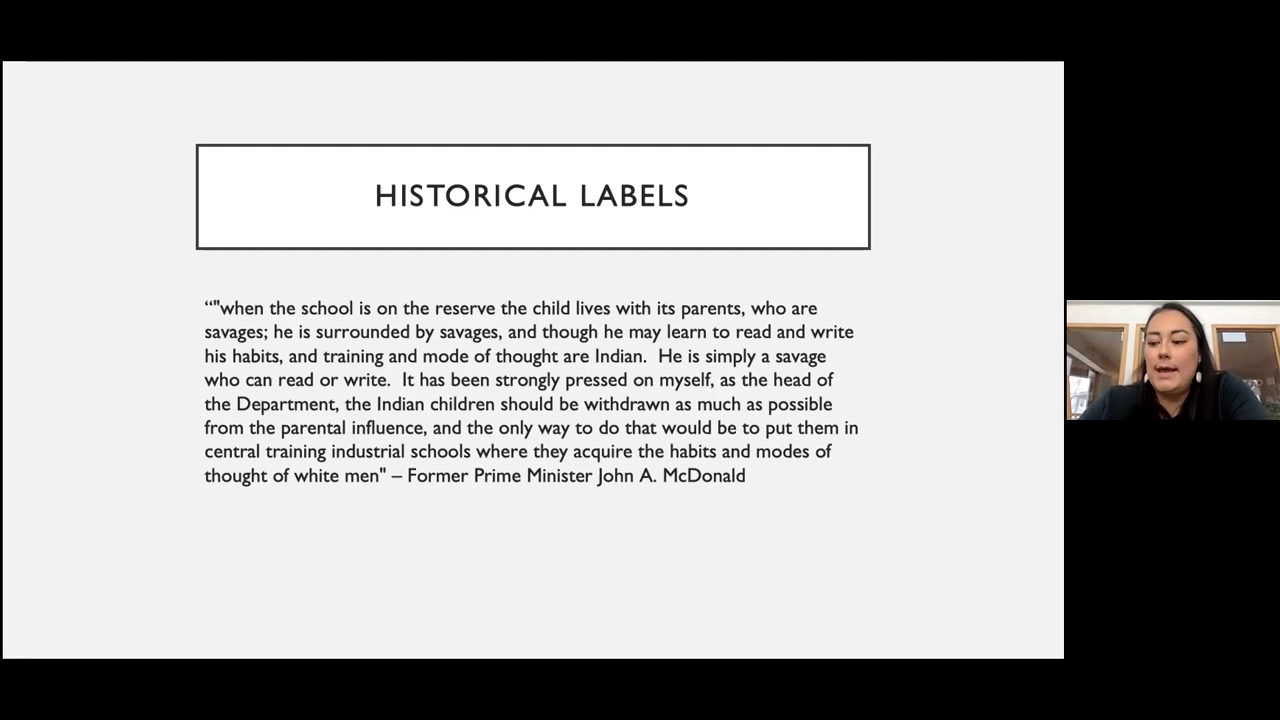 HISTORICAL LABELS
“"when the school is on the reserve the child lives with its parents, who are
savages; he is surrounded by savages, and though he may learn to read and write
his habits, and training and mode of thought are Indian.  He is simply a savage
who can read or write.  It has been strongly pressed on myself, as the head of
the Department, the Indian children should be withdrawn as much as possible
from the parental influence, and the only way to do that would be to put them in
central training industrial schools where they acquire the habits and modes of
thought of white men" – Former Prime Minister John A. McDonald